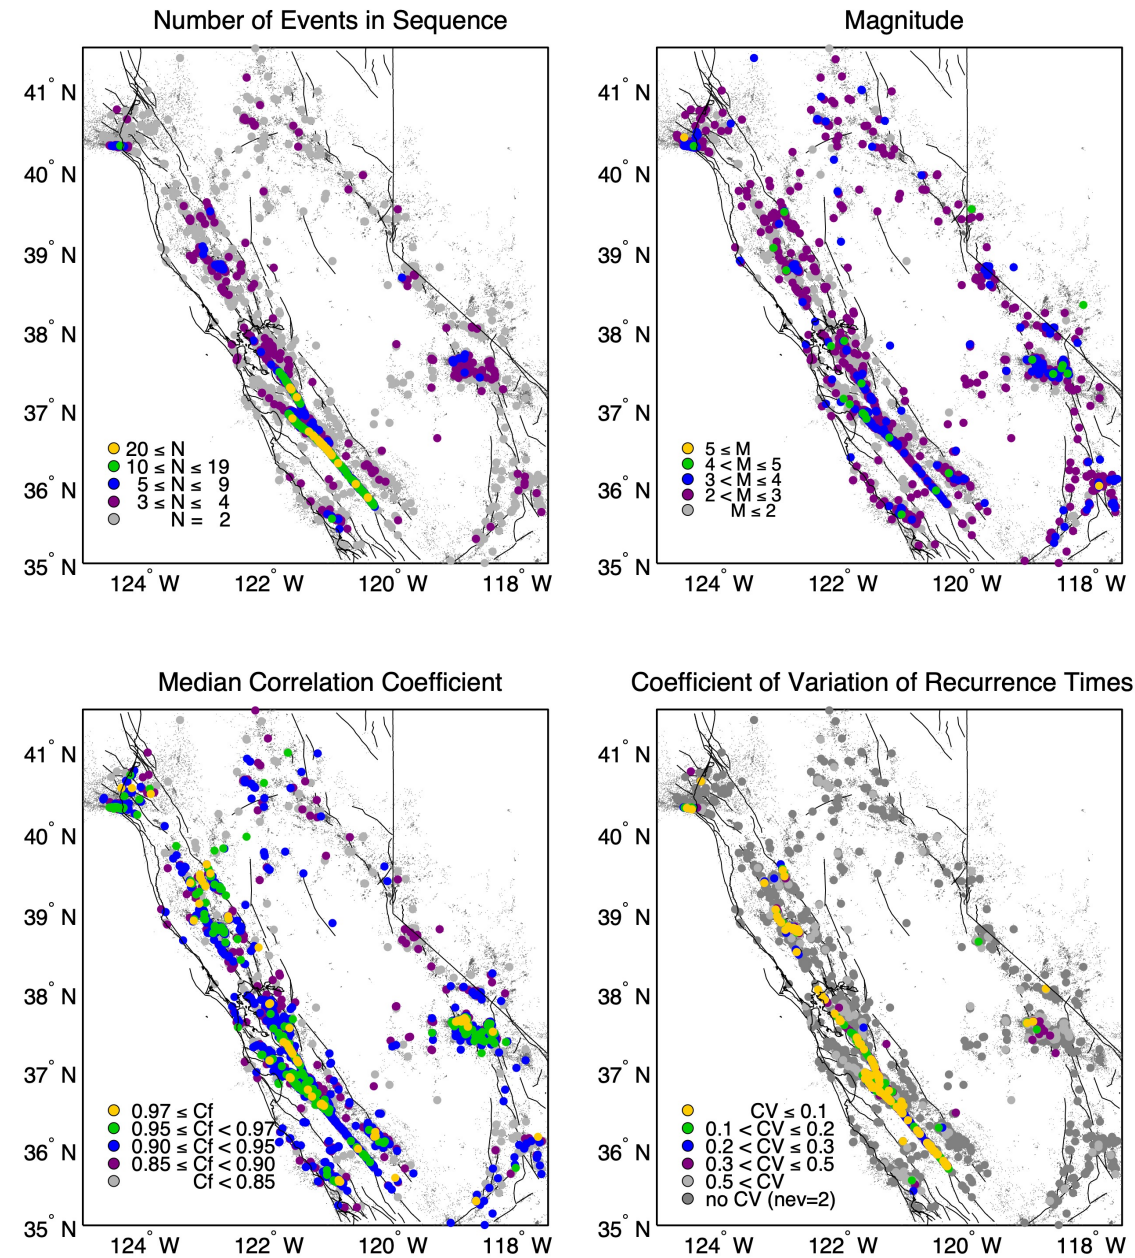 Number of Events in Sequence
41° N
40° N
39° N
38° N
37° N
36° N
35° N
20 ≤ N
10 ≤ N ≤ 19
5 ≤ N ≤ 9
3 ≤ N ≤ 4
N = 2
124° W 122° W 120° W 118° W
Magnitude
41° N
40° N
39° N
38° N
37° N
36° N
35° N
5 ≤ M
4 < M ≤ 5
3 < M ≤ 4
2 < M ≤ 3
M ≤ 2
124° W 122° W 120° W 118° W
Median Correlation Coefficient
41° N
40° N
39° N
38° N
37° N
36° N
35° N
0.97 ≤ Cf
0.95 ≤ Cf < 0.97
0.90 ≤ Cf < 0.95
0.85 ≤ Cf < 0.90
Cf < 0.85
124° W 122° W 120° W 118° W
Coefficient of Variation of Recurrence Times
41° N
40° N
39° N
38° N
37° N
36° N
35° N
CV ≤ 0.1
0.1 < CV ≤ 0.2
0.2 < CV ≤ 0.3
0.3 < CV ≤ 0.5
0.5 < CV
no CV (nev=2)
124° W 122° W 120° W 118° W